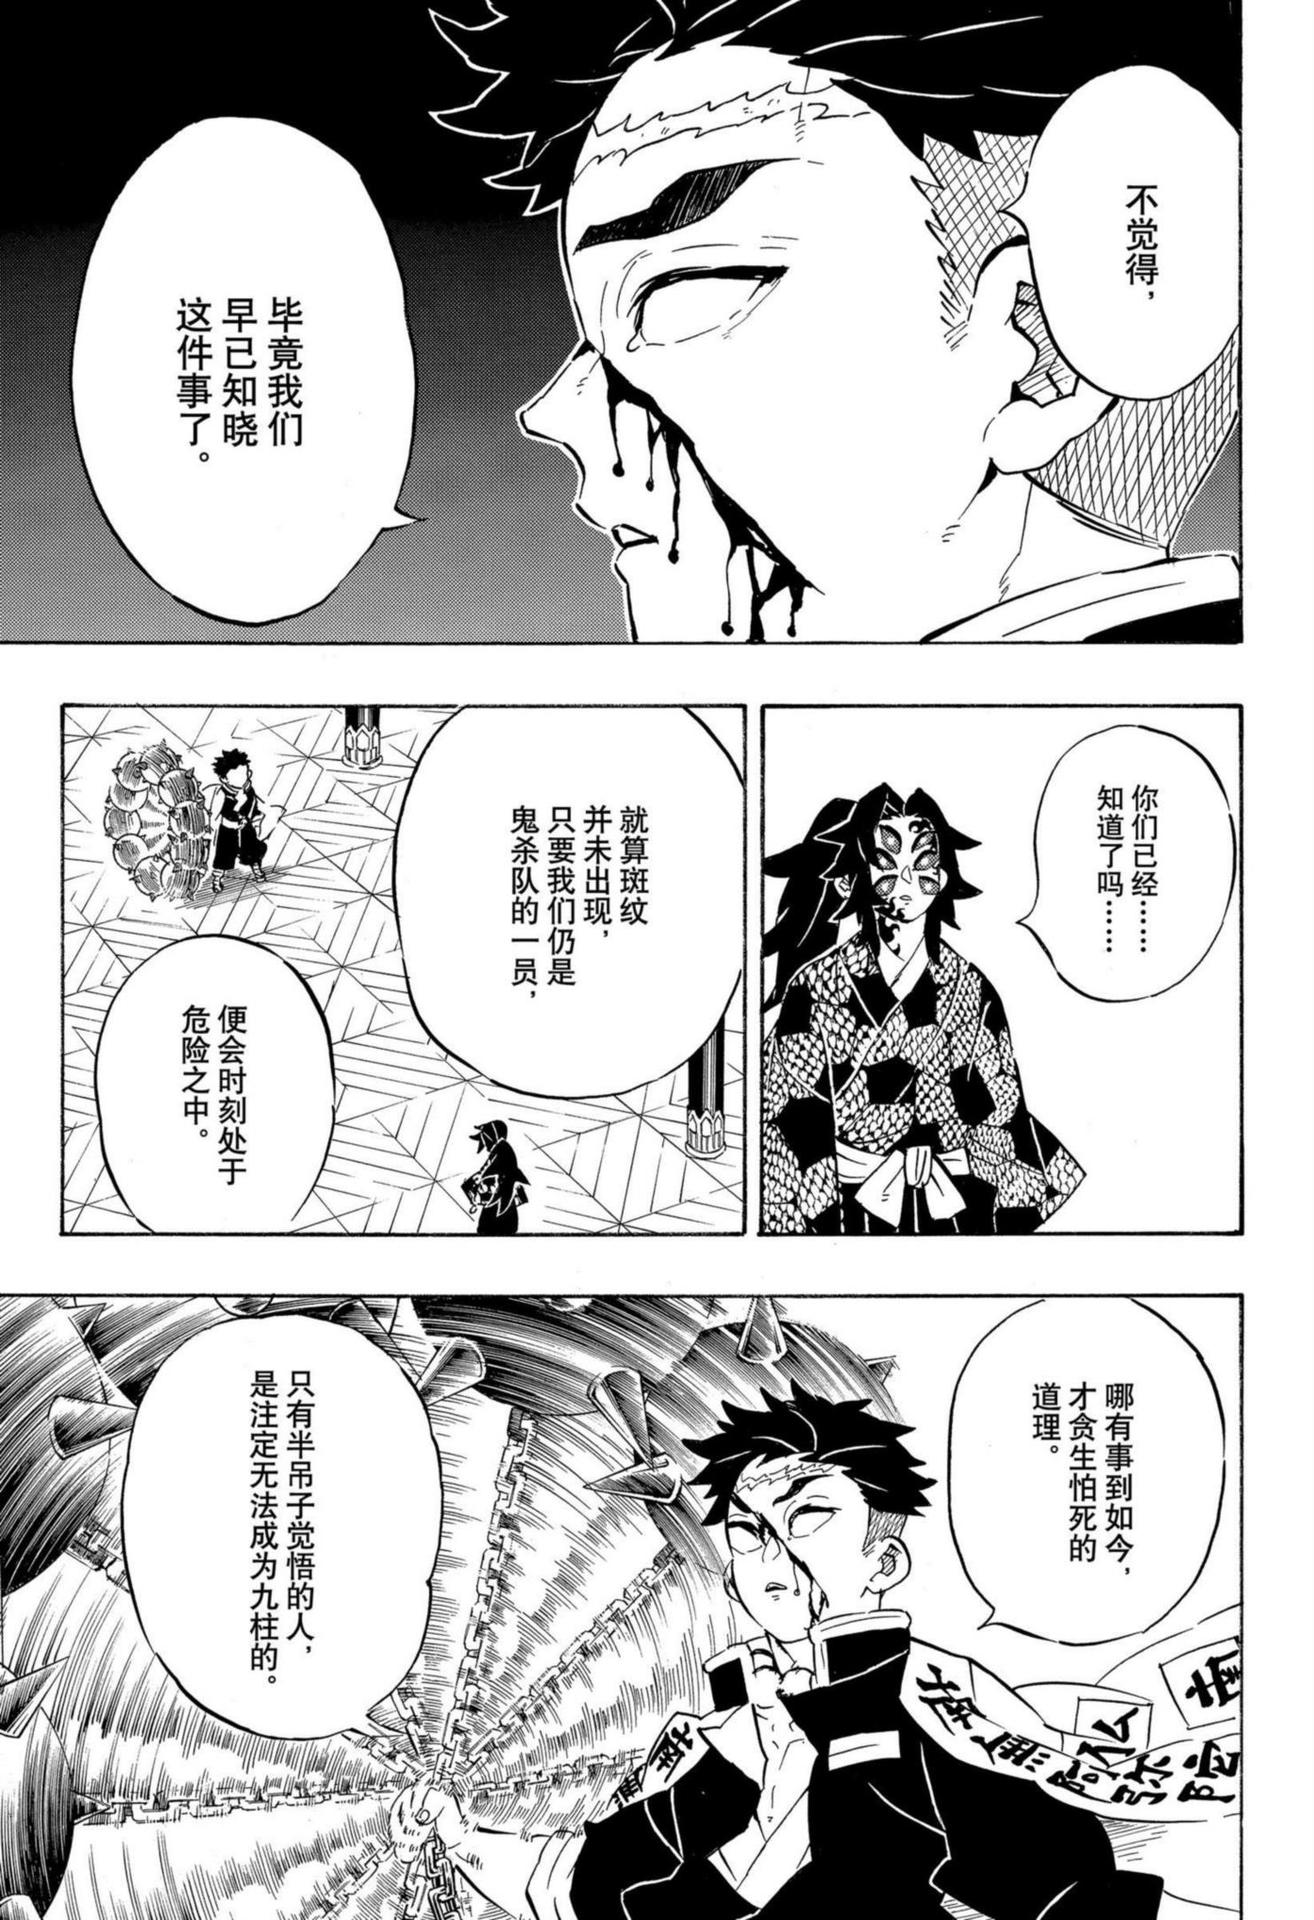 不觉得，
毕竟我们
早已知晓
这件事了。
你们已经……
知道了吗……
就算斑纹
并未出现，
只要我们仍是
鬼杀队的一员，
便会时刻处于
危险之中。
哪有事到如今，
才贪生怕死的
道理。
只有半吊子觉悟的人，
是注定无法成为九柱的。
南
弥陀
阿